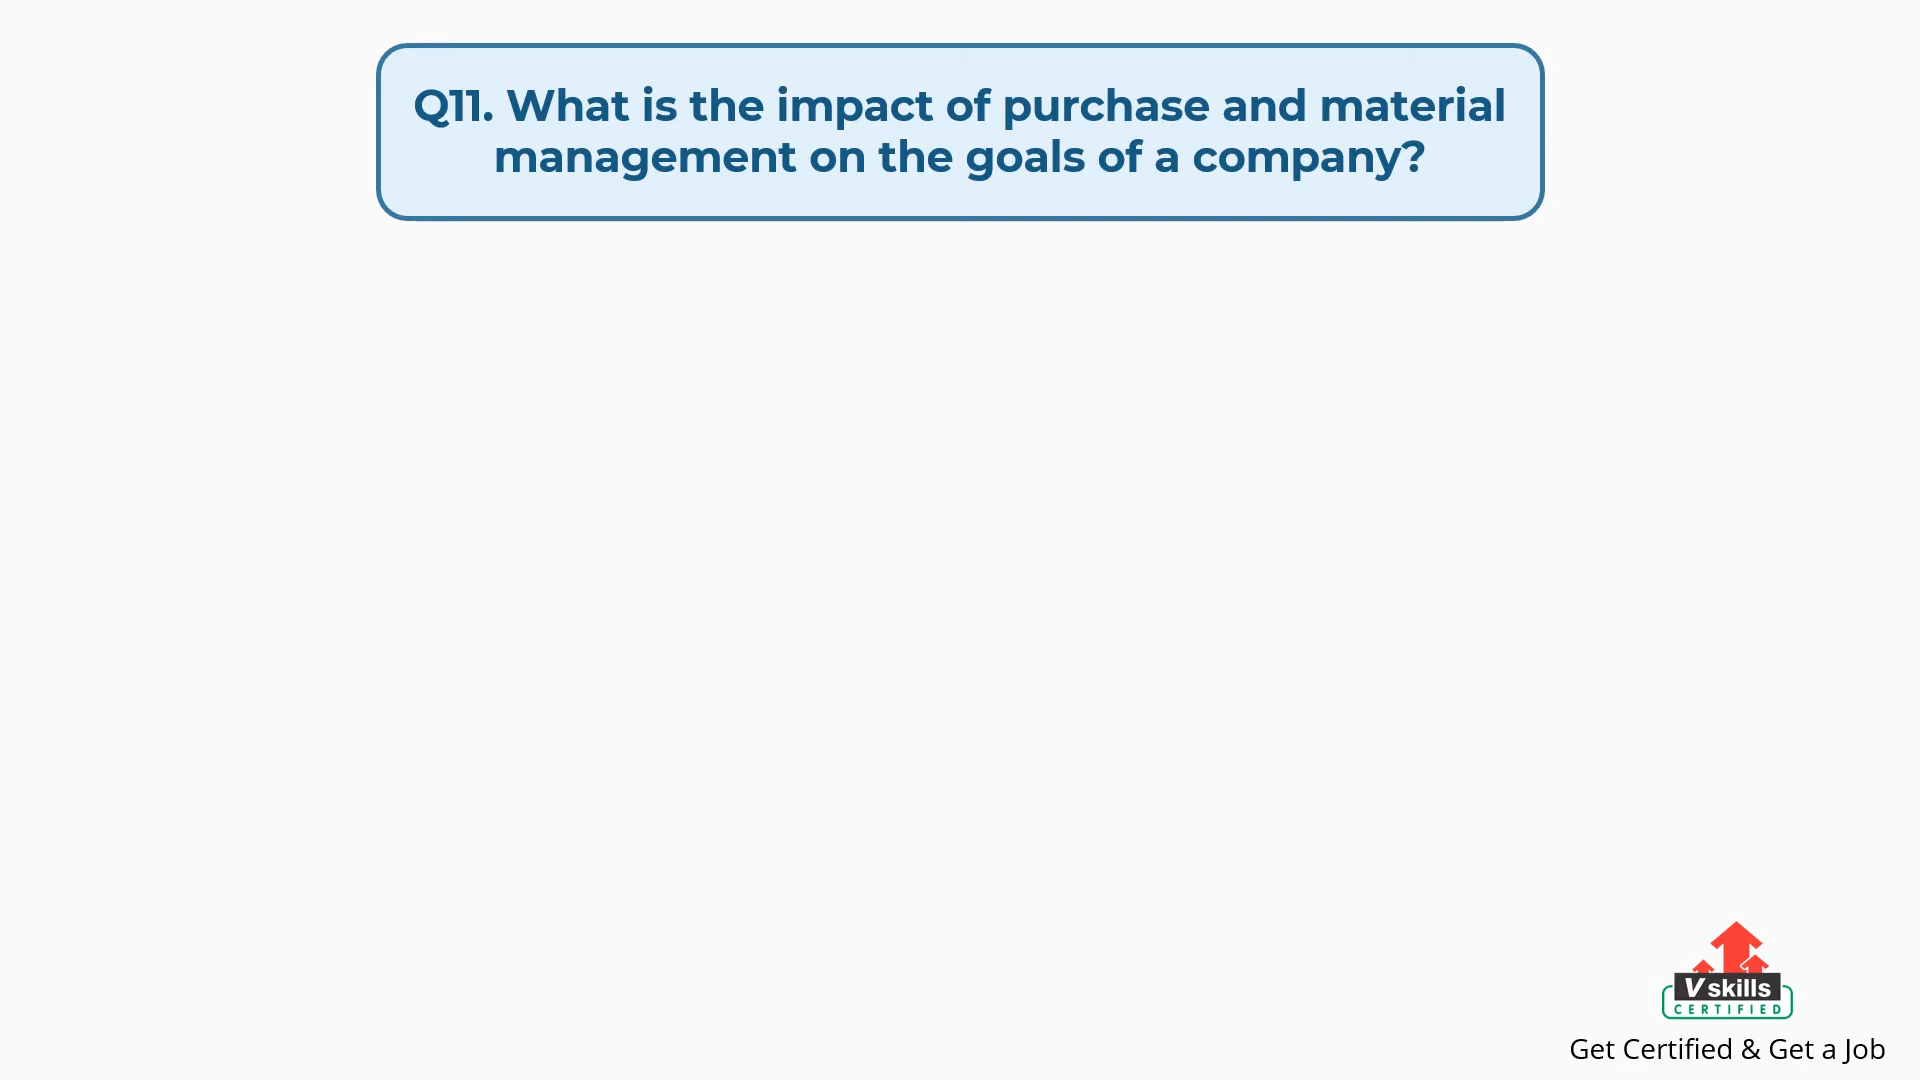 Q11. What is the impact of purchase and material
management on the goals of a company?
Vskills
CERTIFIED
Get Certified & Get a Job